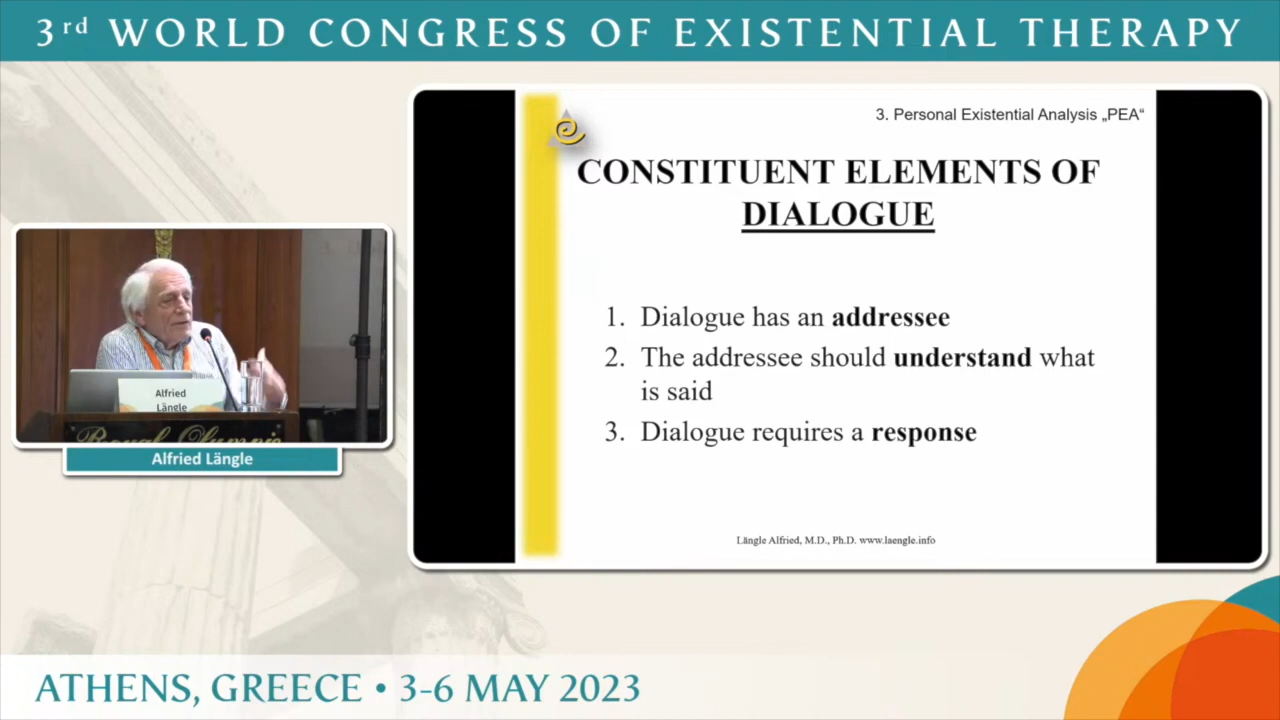 3rd WORLD CONGRESS OF EXISTENTIAL THERAPY
3. Personal Existential Analysis „PEA“
CONSTITUENT ELEMENTS OF
DIALOGUE
1. Dialogue has an addressee
2. The addressee should understand what
is said
3. Dialogue requires a response
Längle Alfried, M.D., Ph.D. www.laengle.info
Alfried
Längle
Royal Olympic
Alfried Längle
ATHENS, GREECE • 3-6 MAY 2023